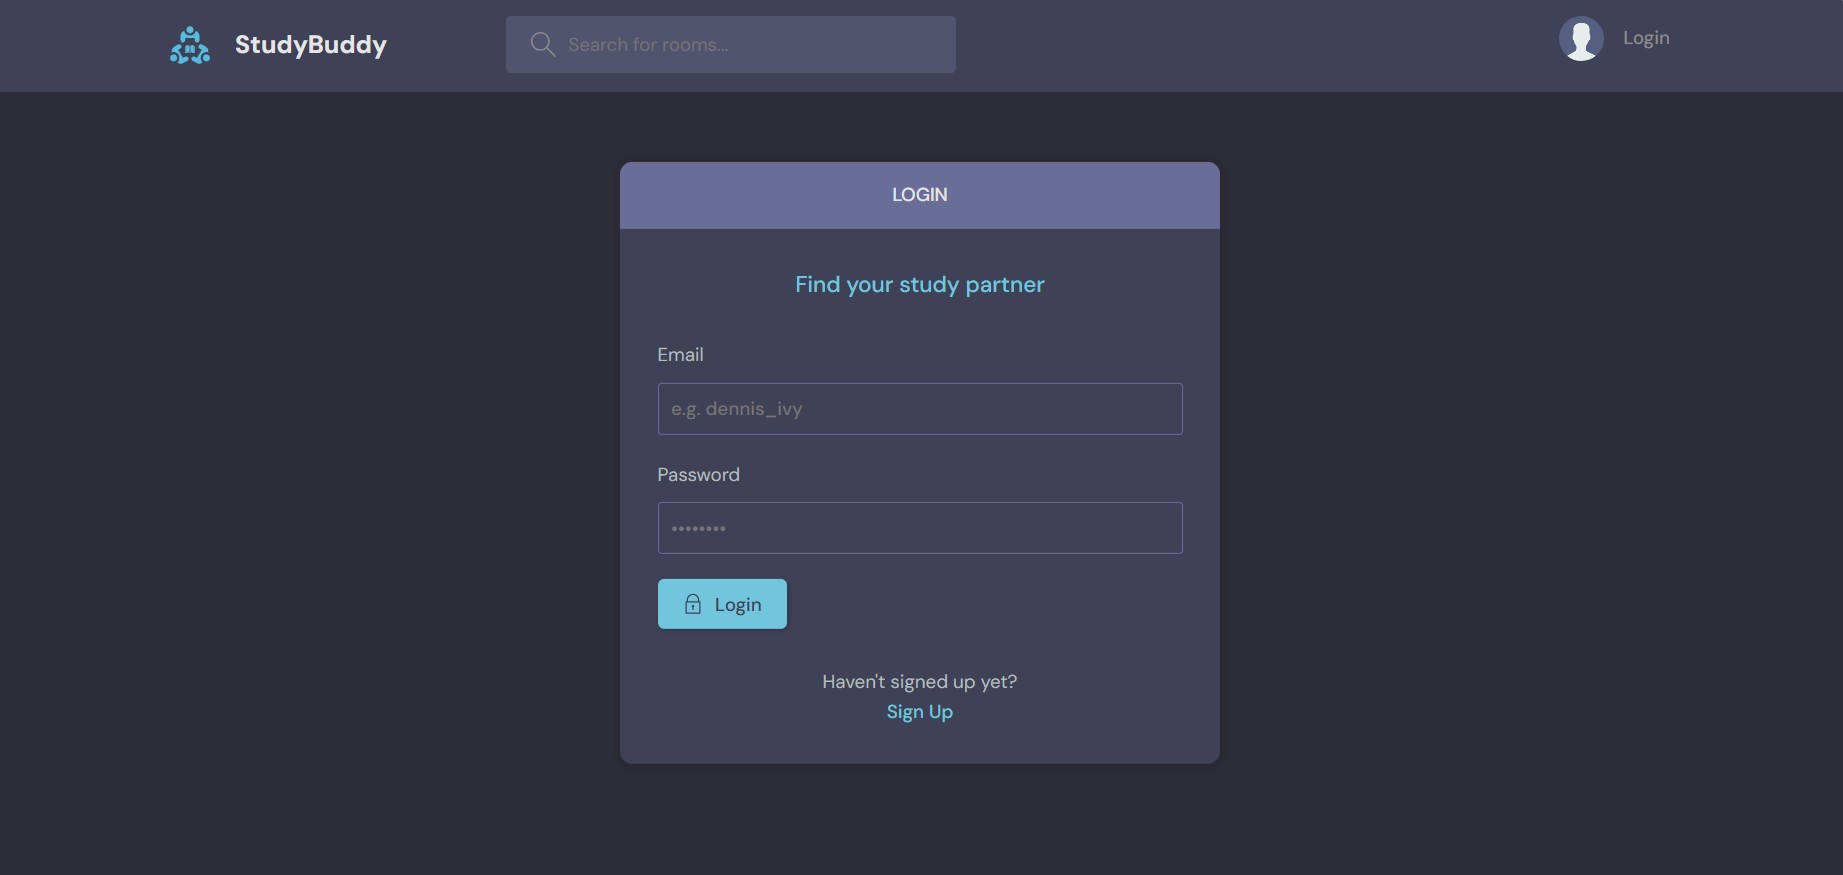 StudyBuddy
Search for rooms...
Login
LOGIN
Find your study partner
Email
e.g. dennis_ivy
Password
••••••••
Login
Haven't signed up yet?
Sign Up